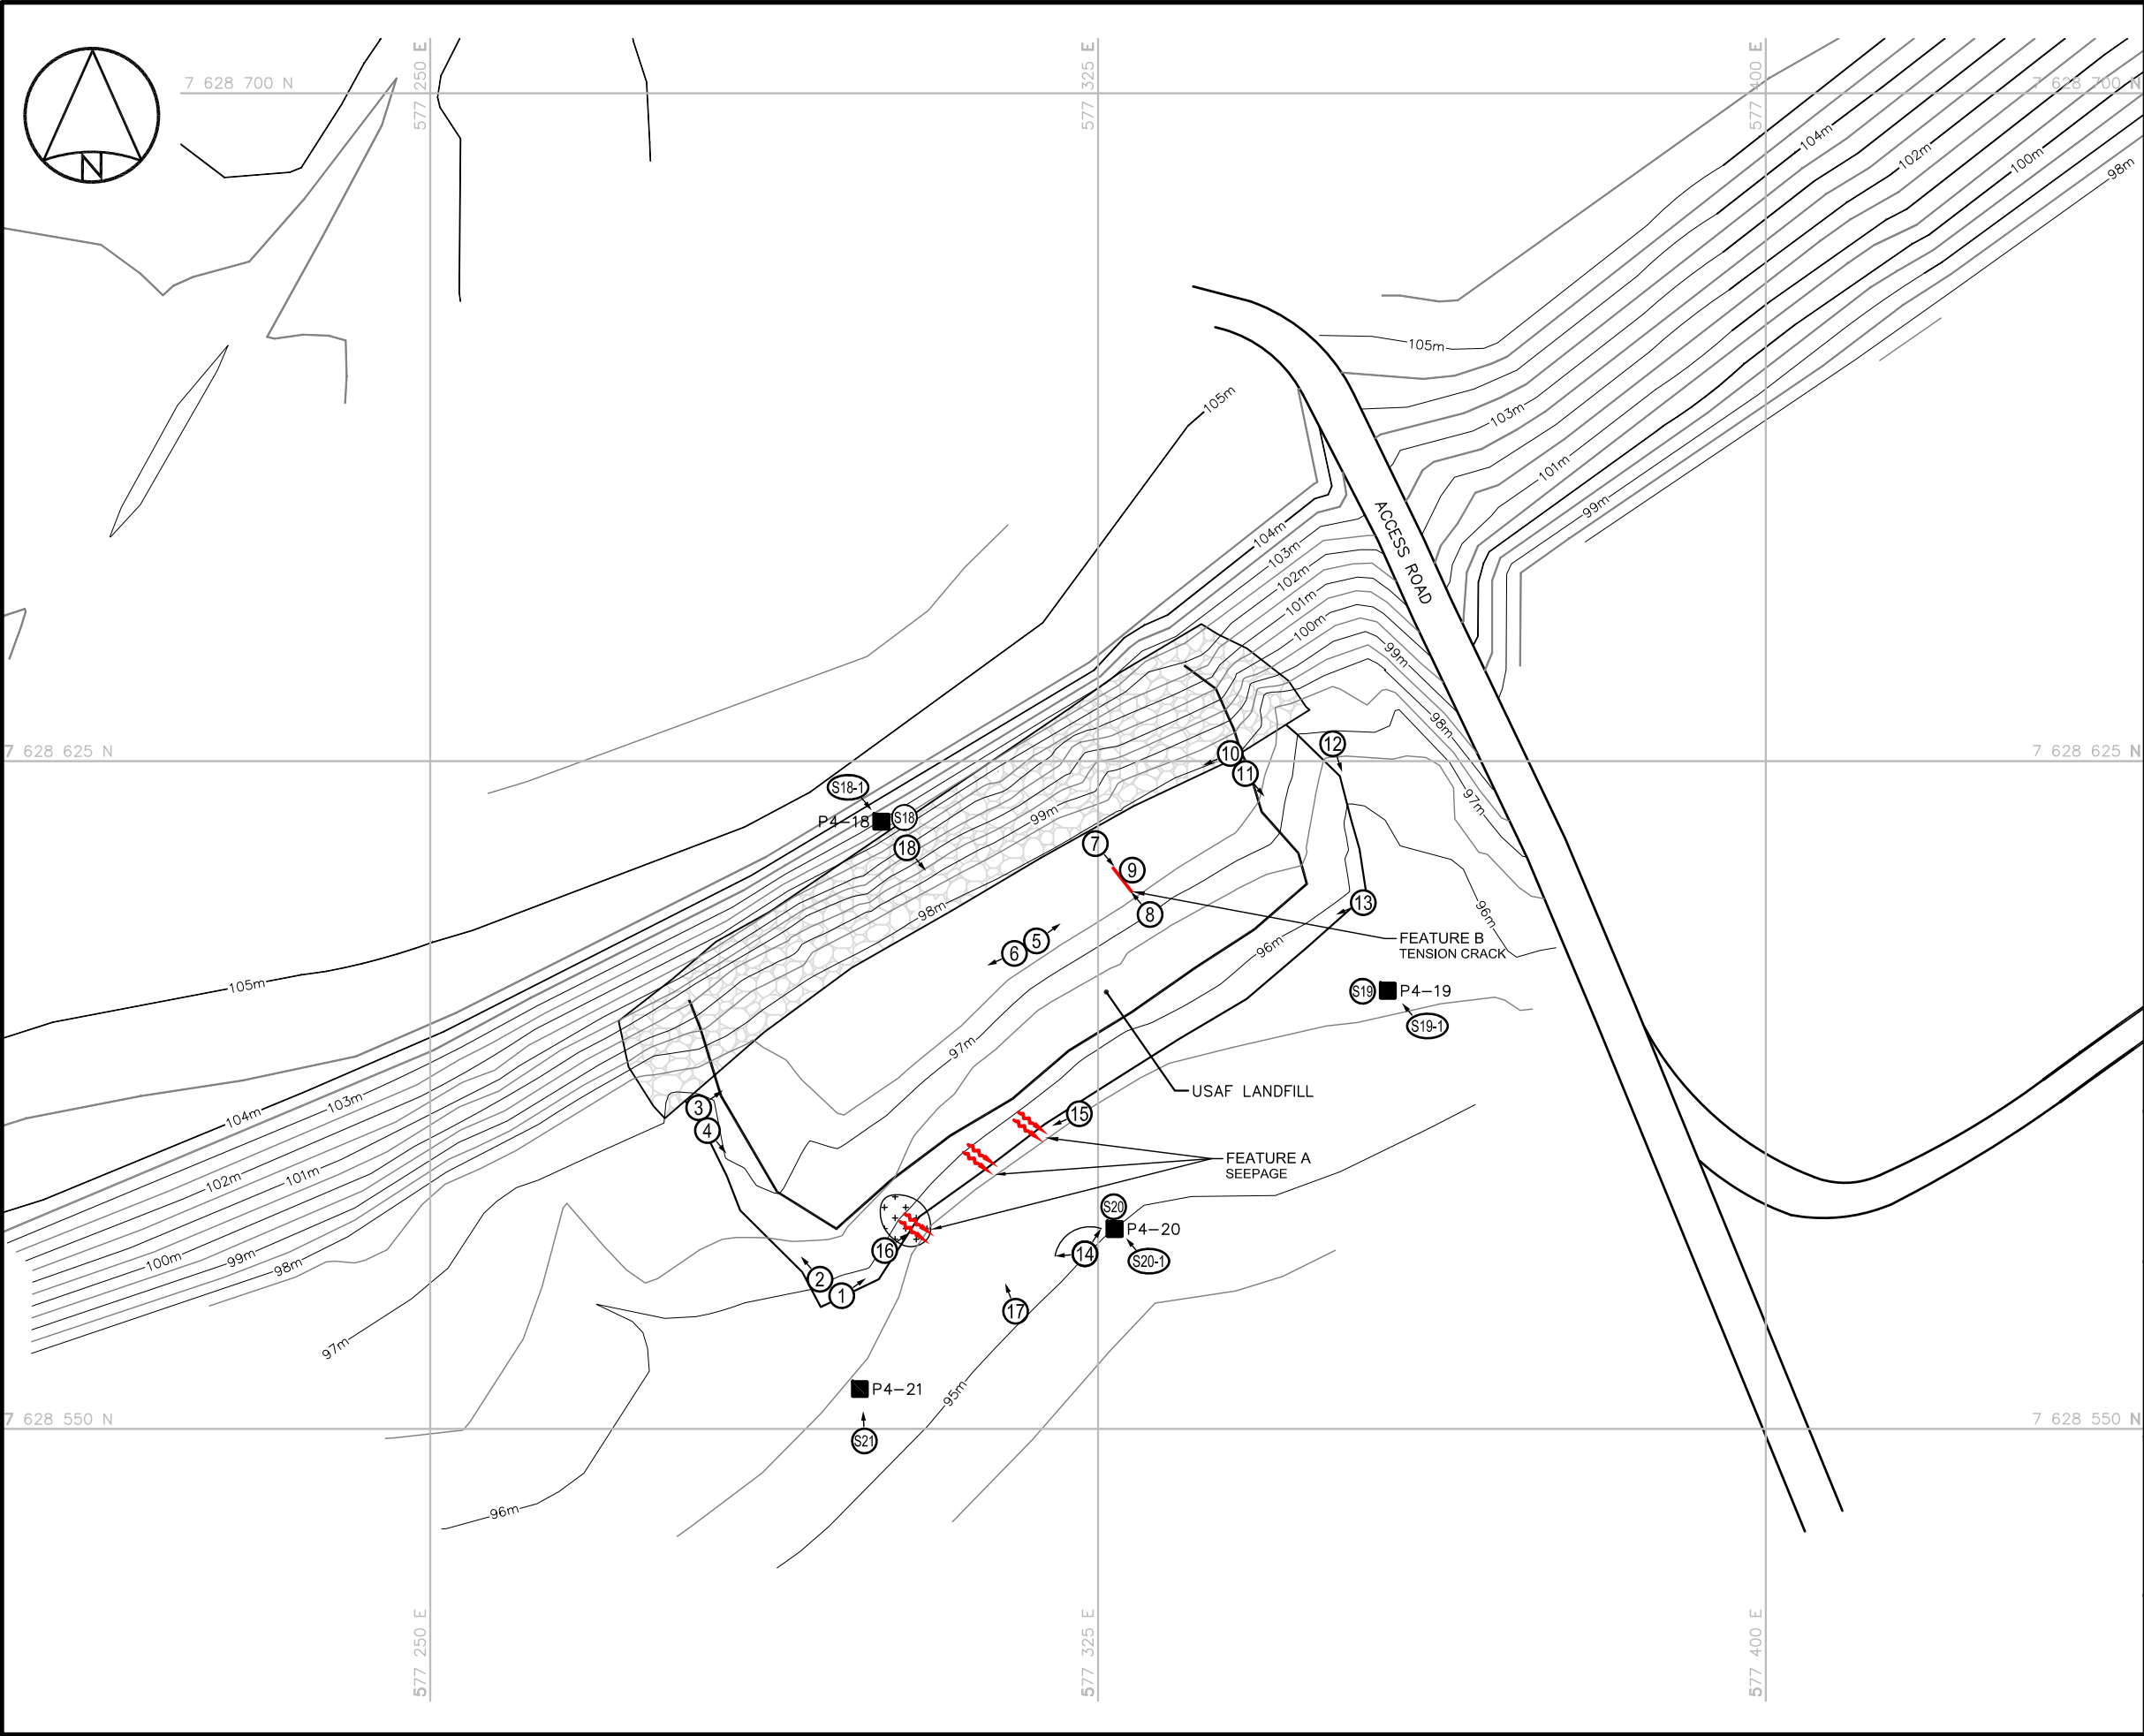 577 250 E
577 325 E
577 400 E
7 628 700 N
7 628 700 N
N
104m
102m
100m
98m
105m
105m
103m
101m
99m
ACCESS ROAD
104m
103m
102m
101m
100m
99m
98m
97m
7 628 625 N
7 628 625 N
12
10
11
S18-1
P4-18
S18
18
99m
7
9
8
98m
13
96m
5
6
FEATURE B
TENSION CRACK
96m
105m
S19
P4-19
S19-1
97m
USAF LANDFILL
104m
103m
3
4
15
FEATURE A
SEEPAGE
102m
101m
S20
P4-20
14
S20-1
16
100m
99m
98m
2
1
17
97m
P4-21
95m
S21
7 628 550 N
7 628 550 N
96m
577 250 E
577 325 E
577 400 E